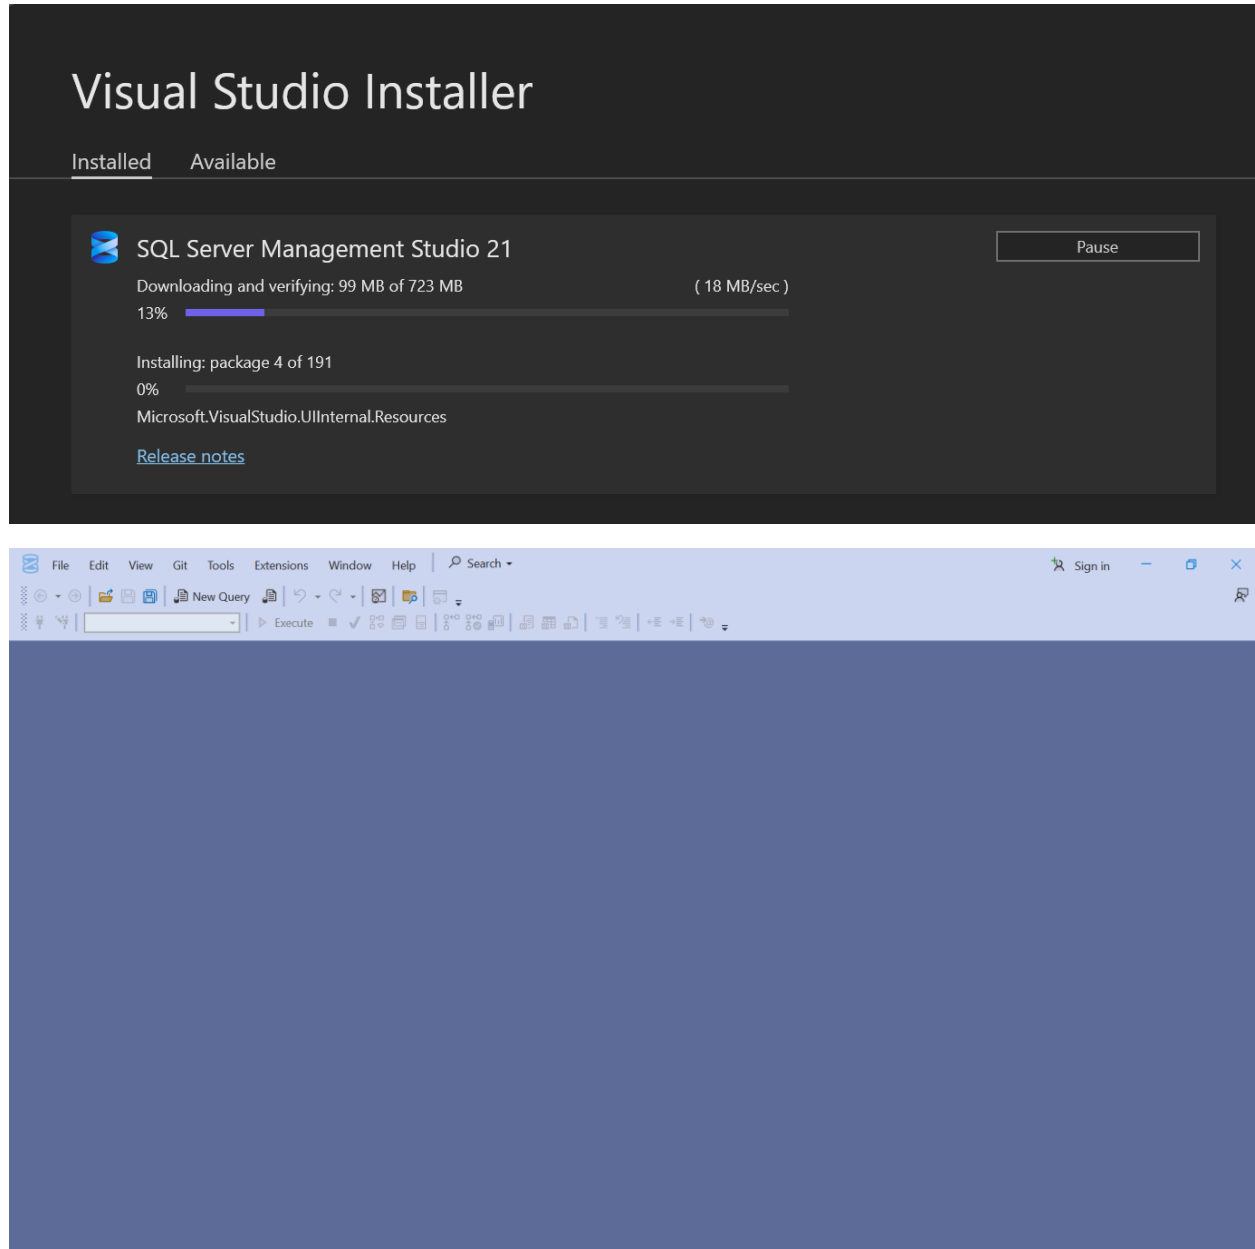 Visual Studio Installer
Installed Available
SQL Server Management Studio 21 Pause
Downloading and verifying: 99 MB of 723 MB ( 18 MB/sec )
13%
Installing: package 4 of 191
0%
Microsoft.VisualStudio.UIInternal.Resources
Release notes
File Edit View Git Tools Extensions Window Help Search Sign in
New Query
Execute